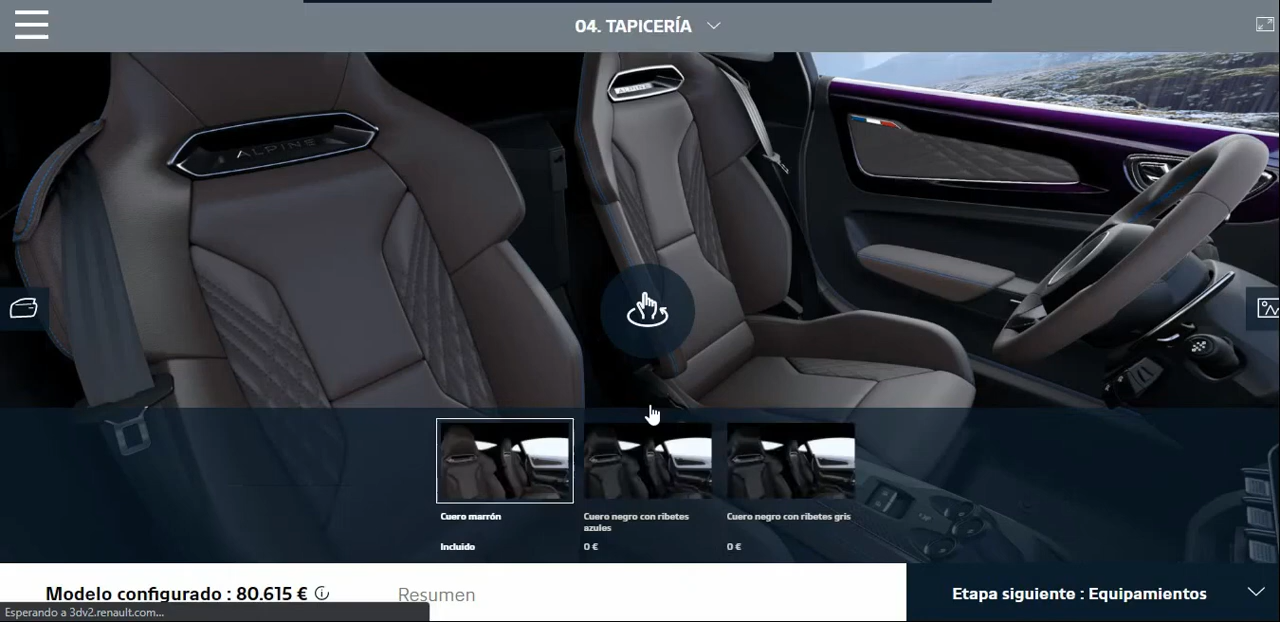 04. TAPICERÍA
ALPINE
ALPINE
Cuero marrón
Incluido
Cuero negro con ribetes
azules
0 €
Cuero negro con ribetes gris
0 €
Modelo configurado : 80.615 €
Resumen
Etapa siguiente : Equipamientos
Esperando a 3dv2.renault.com...